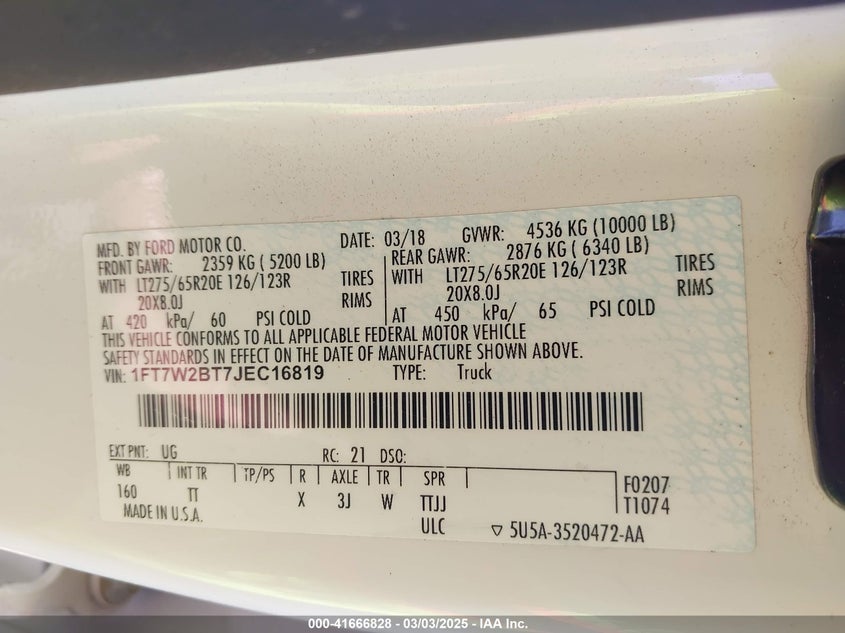 MFD. BY FORD MOTOR CO. DATE: 03/18 GVWR: 4536 KG (10000 LB)
FRONT GAWR: 2359 KG ( 5200 LB) REAR GAWR: 2876 KG ( 6340 LB)
WITH LT275/65R20E 126/123R TIRES WITH LT275/65R20E 126/123R TIRES
20X8.0J RIMS 20X8.0J RIMS
AT 420 kPa/ 60 PSI COLD AT 450 kPa/ 65 PSI COLD
THIS VEHICLE CONFORMS TO ALL APPLICABLE FEDERAL MOTOR VEHICLE
SAFETY STANDARDS IN EFFECT ON THE DATE OF MANUFACTURE SHOWN ABOVE.
VIN: 1FT7W2BT7JEC16819 TYPE: Truck
EXT PNT: UG RC: 21 DSO:
WB INT TR TP/PS R AXLE TR SPR F0207
160 TT X 3J W TTJJ T1074
MADE IN U.S.A. ULC ▽ 5U5A-3520472-AA
000-41666828 - 03/03/2025 - IAA Inc.